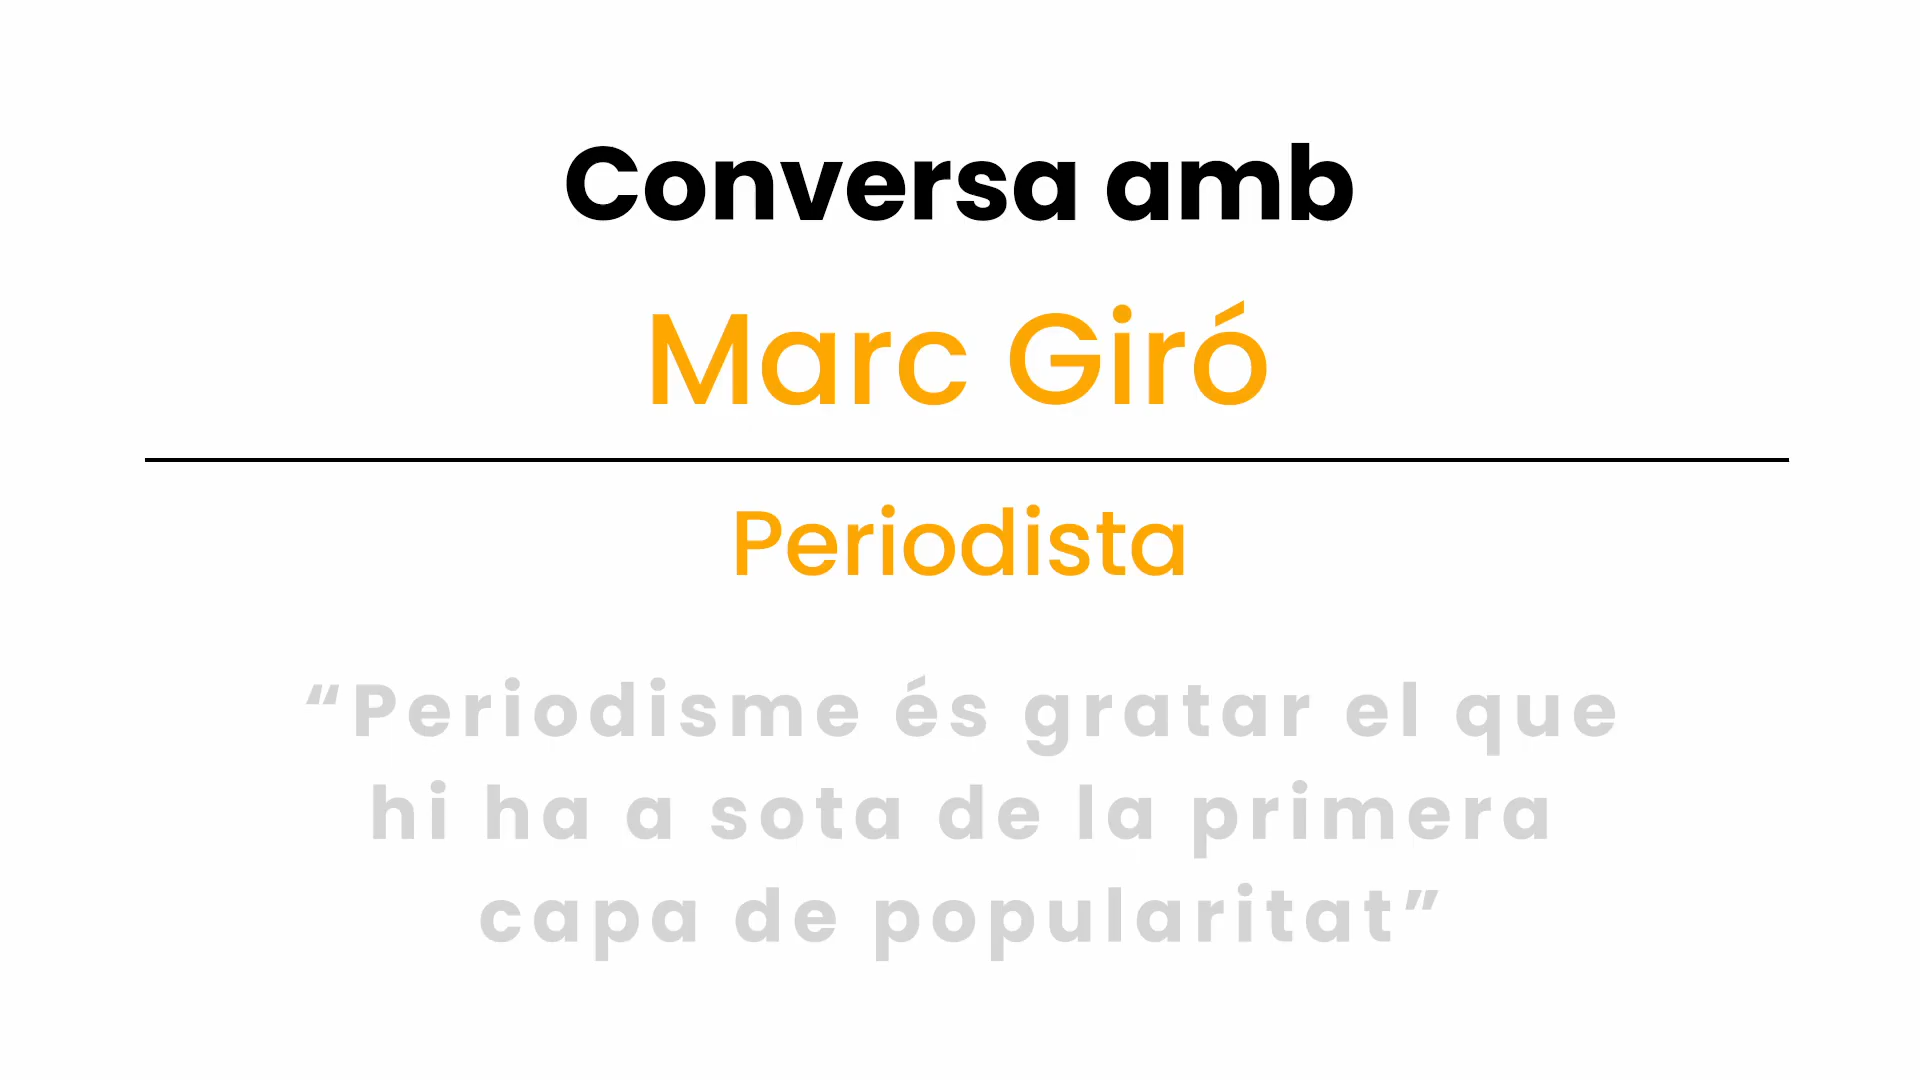 Conversa amb
Marc Giró
Periodista
“Periodisme és gratar el que
hi ha a sota de la primera
capa de popularitat”